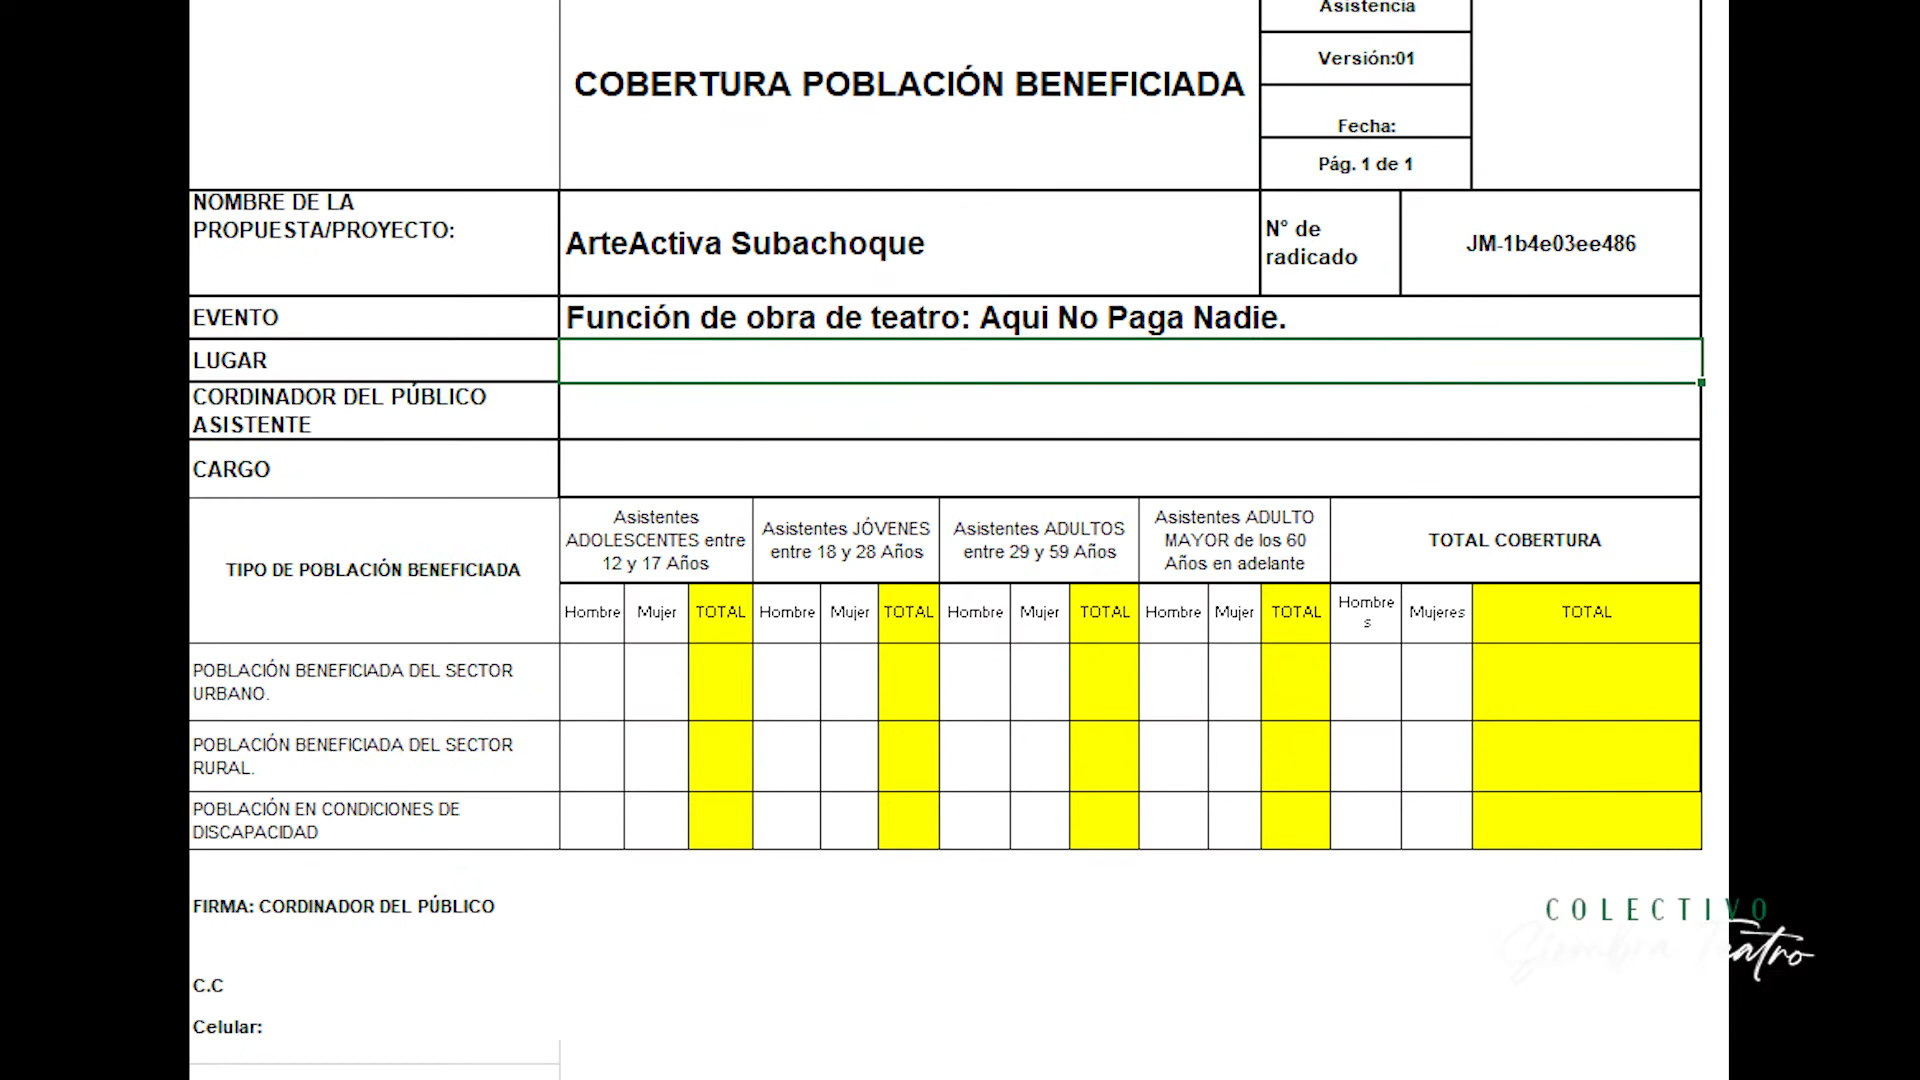 Asistencia
COBERTURA POBLACIÓN BENEFICIADA
Versión:01
Fecha:
Pág. 1 de 1
NOMBRE DE LA
PROPUESTA/PROYECTO:
ArteActiva Subachoque
N° de
radicado
JM-1b4e03ee486
EVENTO
Función de obra de teatro: Aqui No Paga Nadie.
LUGAR
CORDINADOR DEL PÚBLICO
ASISTENTE
CARGO
TIPO DE POBLACIÓN BENEFICIADA
Asistentes
ADOLESCENTES entre
12 y 17 Años
Asistentes JÓVENES
entre 18 y 28 Años
Asistentes ADULTOS
entre 29 y 59 Años
Asistentes ADULTO
MAYOR de los 60
Años en adelante
TOTAL COBERTURA
Hombre Mujer TOTAL Hombre Mujer TOTAL Hombre Mujer TOTAL Hombre Mujer TOTAL Hombre
s
Mujeres TOTAL
POBLACIÓN BENEFICIADA DEL SECTOR
URBANO.
POBLACIÓN BENEFICIADA DEL SECTOR
RURAL.
POBLACIÓN EN CONDICIONES DE
DISCAPACIDAD
FIRMA: CORDINADOR DEL PÚBLICO
C.C
Celular:
COLECTIVO
Siembra Teatro